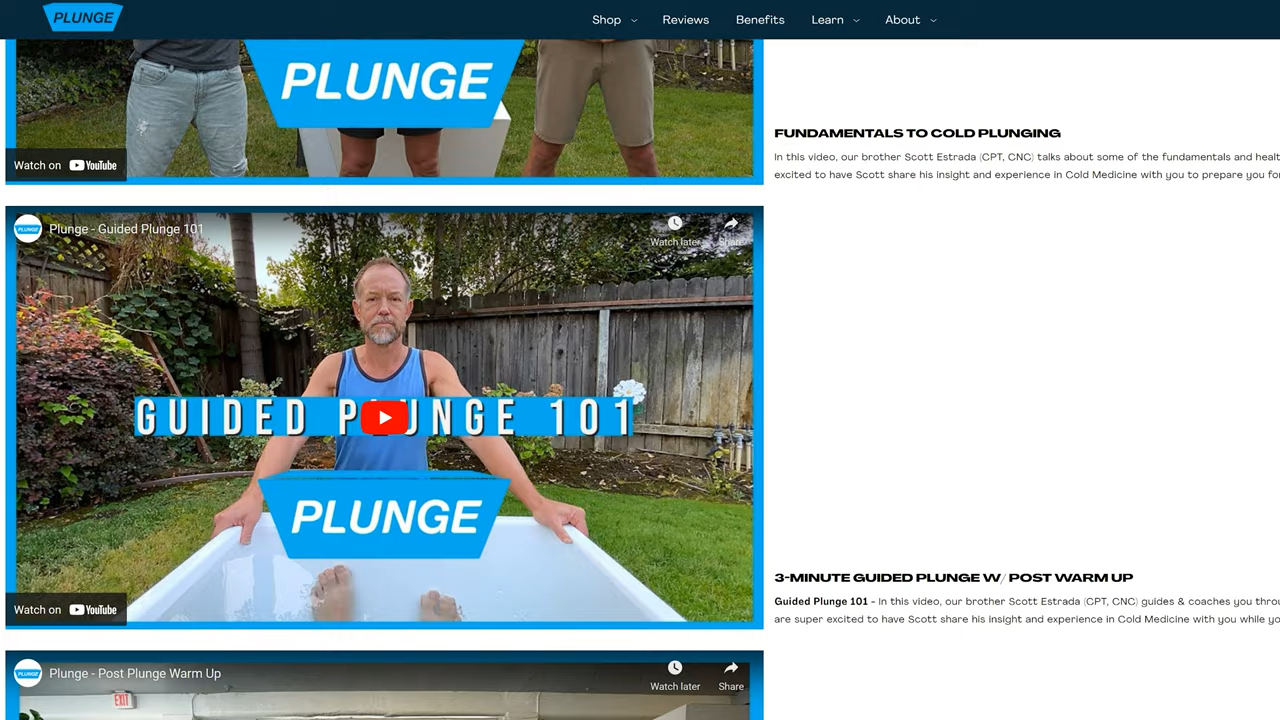 PLUNGE
Shop
Reviews
Benefits
Learn
About
PLUNGE
Watch on YouTube
FUNDAMENTALS TO COLD PLUNGING
In this video, our brother Scott Estrada (CPT, CNC) talks about some of the fundamentals and
excited to have Scott share his insight and experience in Cold Medicine with you to prepare you
PLUNGE
Plunge - Guided Plunge 101
Watch later
Share
GUIDED PLUNGE 101
PLUNGE
Watch on YouTube
3-MINUTE GUIDED PLUNGE W/ POST WARM UP
Guided Plunge 101 - In this video, our brother Scott Estrada (CPT, CNC) guides & coaches you
are super excited to have Scott share his insight and experience in Cold Medicine with you while
PLUNGE
Plunge - Post Plunge Warm Up
Watch later
Share
EXIT